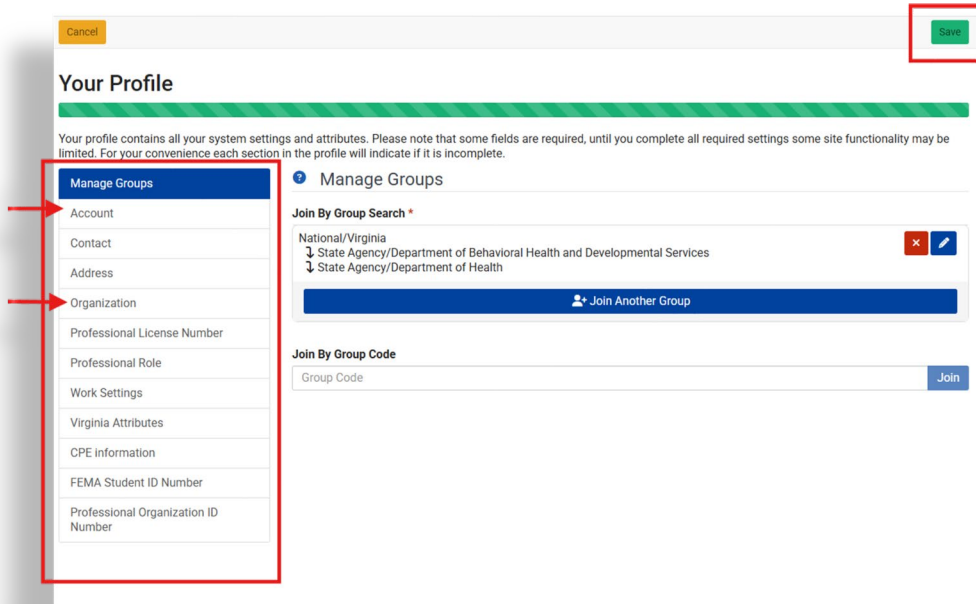 Cancel
Save
Your Profile
Your profile contains all your system settings and attributes. Please note that some fields are required, until you complete all required settings some site functionality may be
limited. For your convenience each section in the profile will indicate if it is incomplete.
Manage Groups
Account
Contact
Address
Organization
Professional License Number
Professional Role
Work Settings
Virginia Attributes
CPE information
FEMA Student ID Number
Professional Organization ID
Number
? Manage Groups
Join By Group Search *
National/Virginia
State Agency/Department of Behavioral Health and Developmental Services
State Agency/Department of Health
Join Another Group
Join By Group Code
Group Code
Join